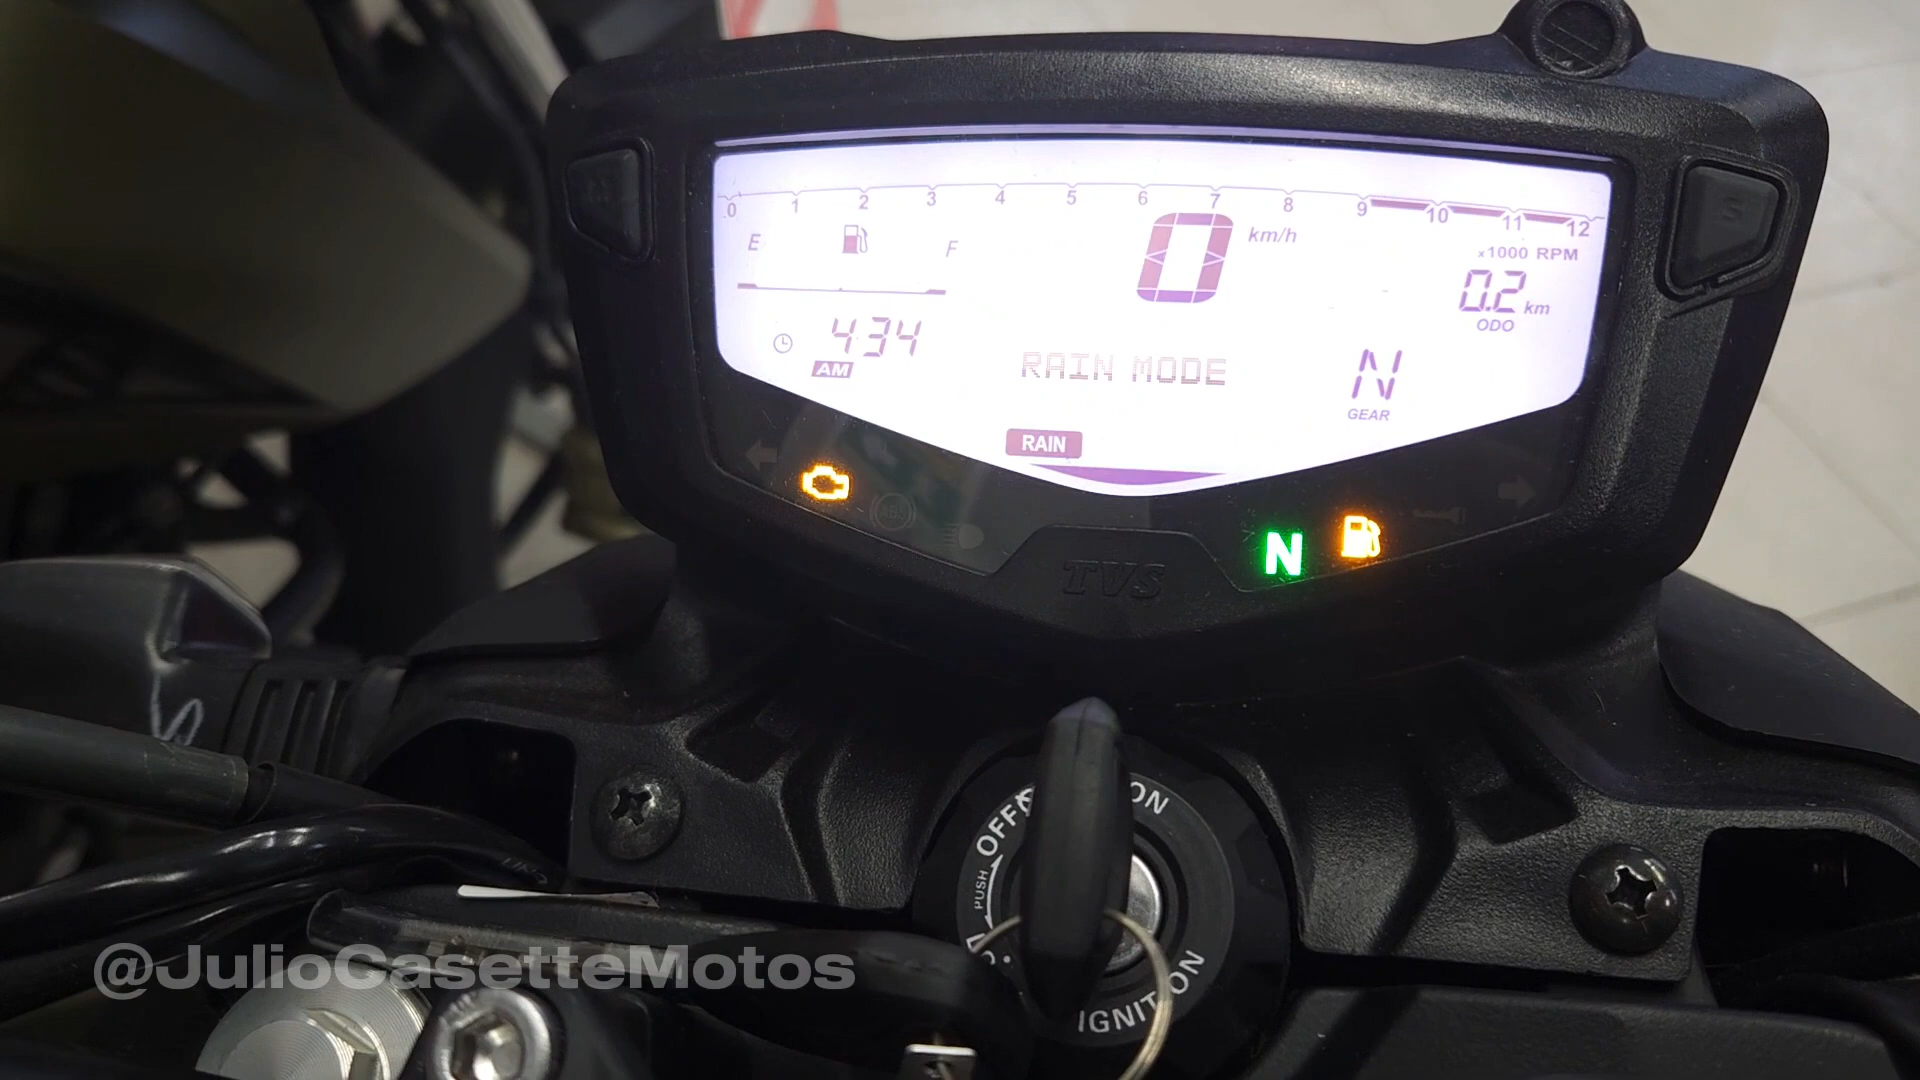 0 1 2 3 4 5 6 7 8 9 10 11 12
x1000 RPM
E F
0 km/h
0.2 km
ODO
4 34
AM
RAIN MODE
N
GEAR
RAIN
ABS
N
TVS
OFF ON
PUSH
IGNITION
@JulioCasetteMotos